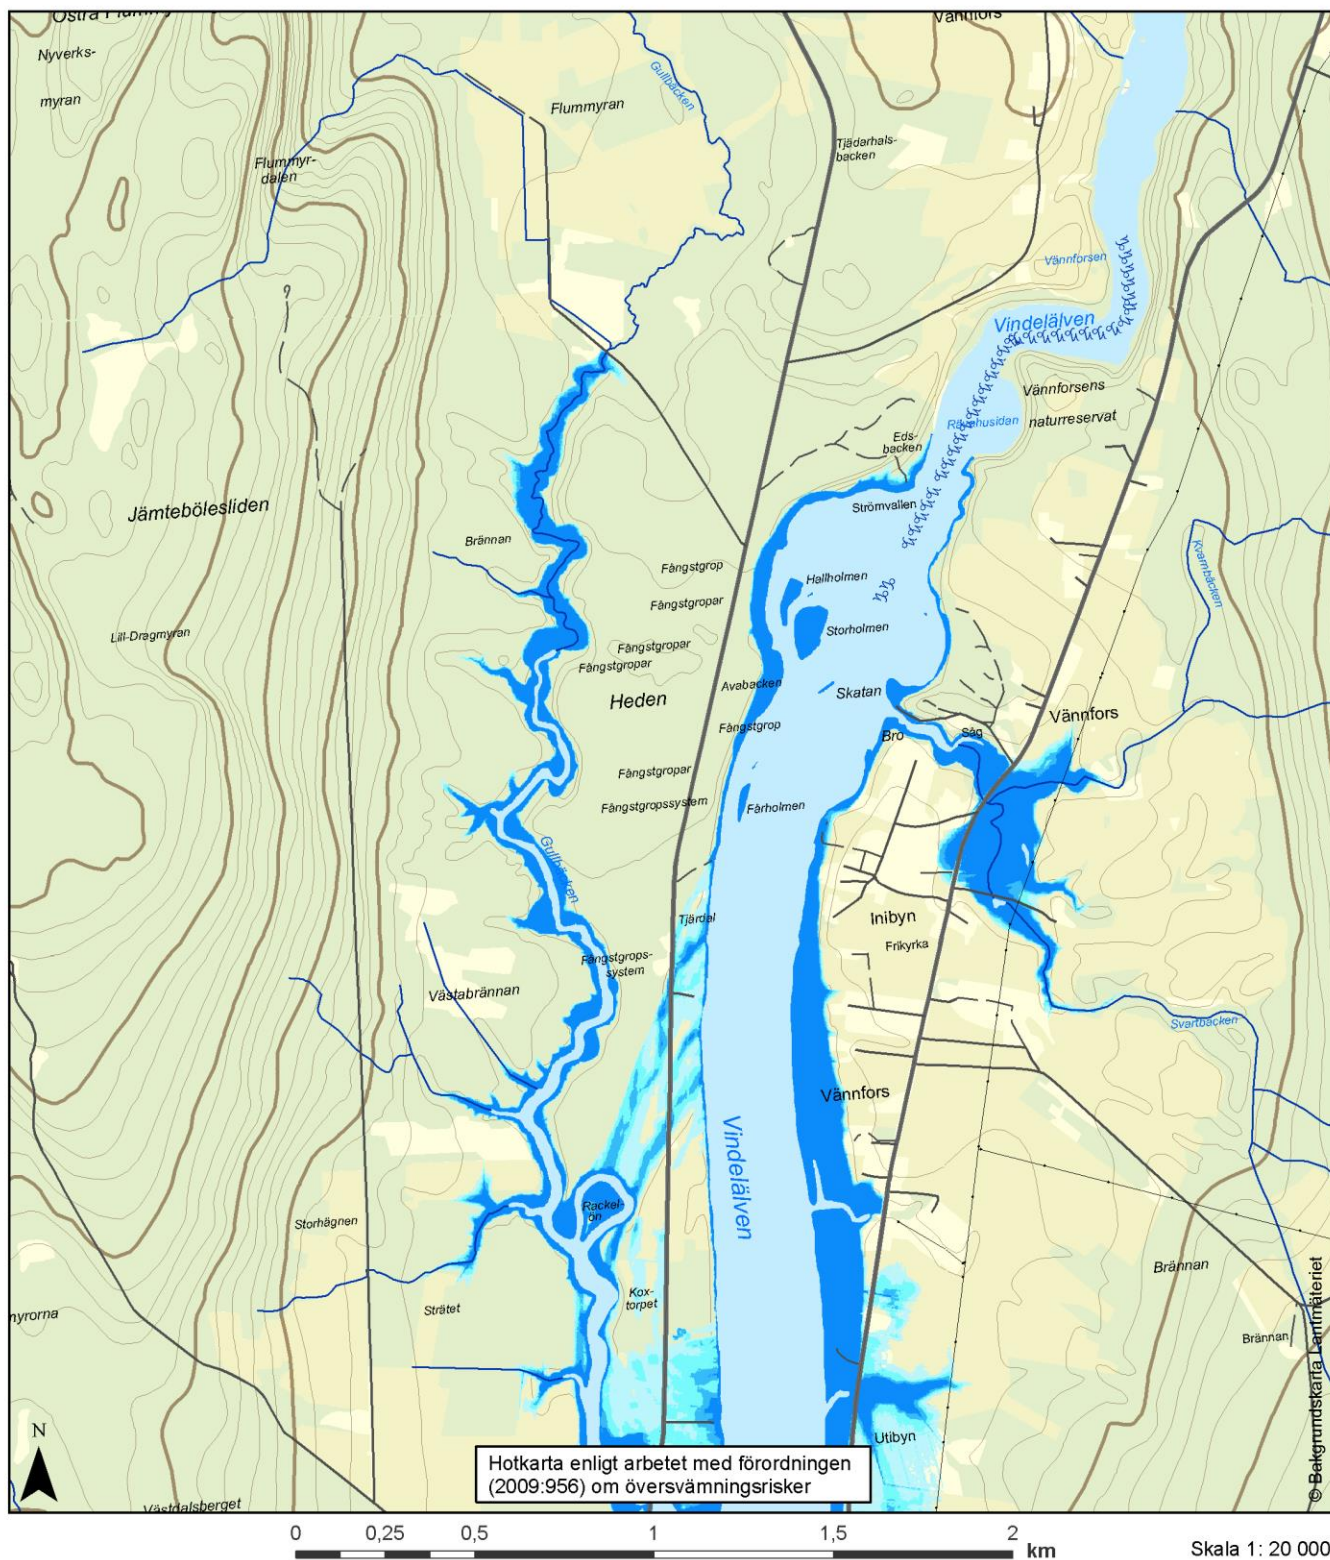 Vännfors
Nyverks-
myran
Flummyran
Gullbäcken
Tjädarhals-
backen
Flummyr-
dalen
Vännforsen
Vindelälven
Vännforsens
naturreservat
Eds-
backen
Strömvallen
Jämtebölesliden
Brännan
Fångstgrop
Hallholmen
Kvarnbäcken
Fångstgropar
Storholmen
Lill-Dragmyran
Fångstgropar
Fångstgropar
Heden
Avabacken
Skatan
Vännfors
Fångstgrop
Bro
Såg
Fångstgropar
Fångstgropssystem
Fårholmen
Gullbäcken
Tjärdal
Inibyn
Frikyrka
Fångstgrops-
system
Västabrännan
Svartbäcken
Vännfors
Vindelälven
Rackel-
ön
Storhägnen
Brännan
Kox-
torpet
Strätet
myrorna
Brännan
Utibyn
N
Hotkarta enligt arbetet med förordningen
(2009:956) om översvämningsrisker
Västdalsberget
© Bakgrundskarta Lantmäteriet
0 0,25 0,5 1 1,5 2
km
Skala 1: 20 000